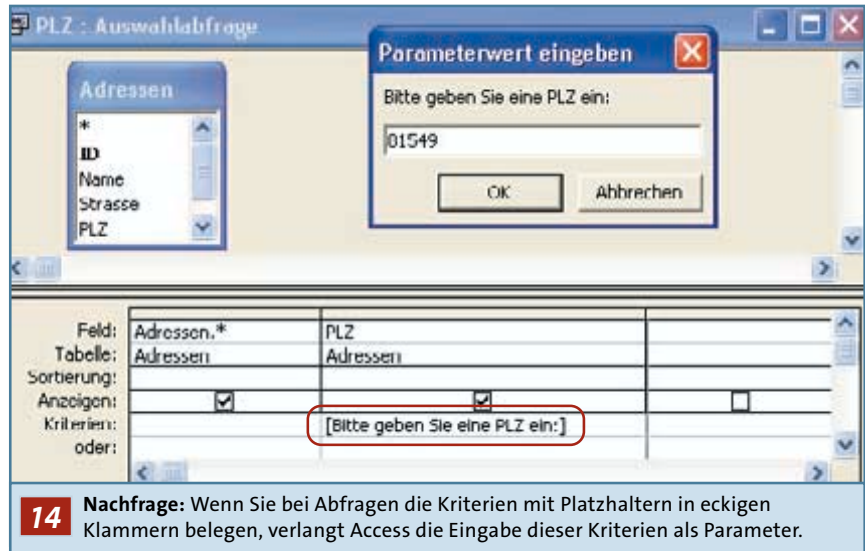 PLZ : Auswahlabfrage
Parameterwert eingeben
Bitte geben Sie eine PLZ ein:
01549
OK
Abbrechen
Adressen
*
ID
Name
Strasse
PLZ
Feld: Adressen.* PLZ
Tabelle: Adressen Adressen
Sortierung:
Anzeigen:
Kriterien: [Bitte geben Sie eine PLZ ein:]
oder:
14 Nachfrage: Wenn Sie bei Abfragen die Kriterien mit Platzhaltern in eckigen
Klammern belegen, verlangt Access die Eingabe dieser Kriterien als Parameter.